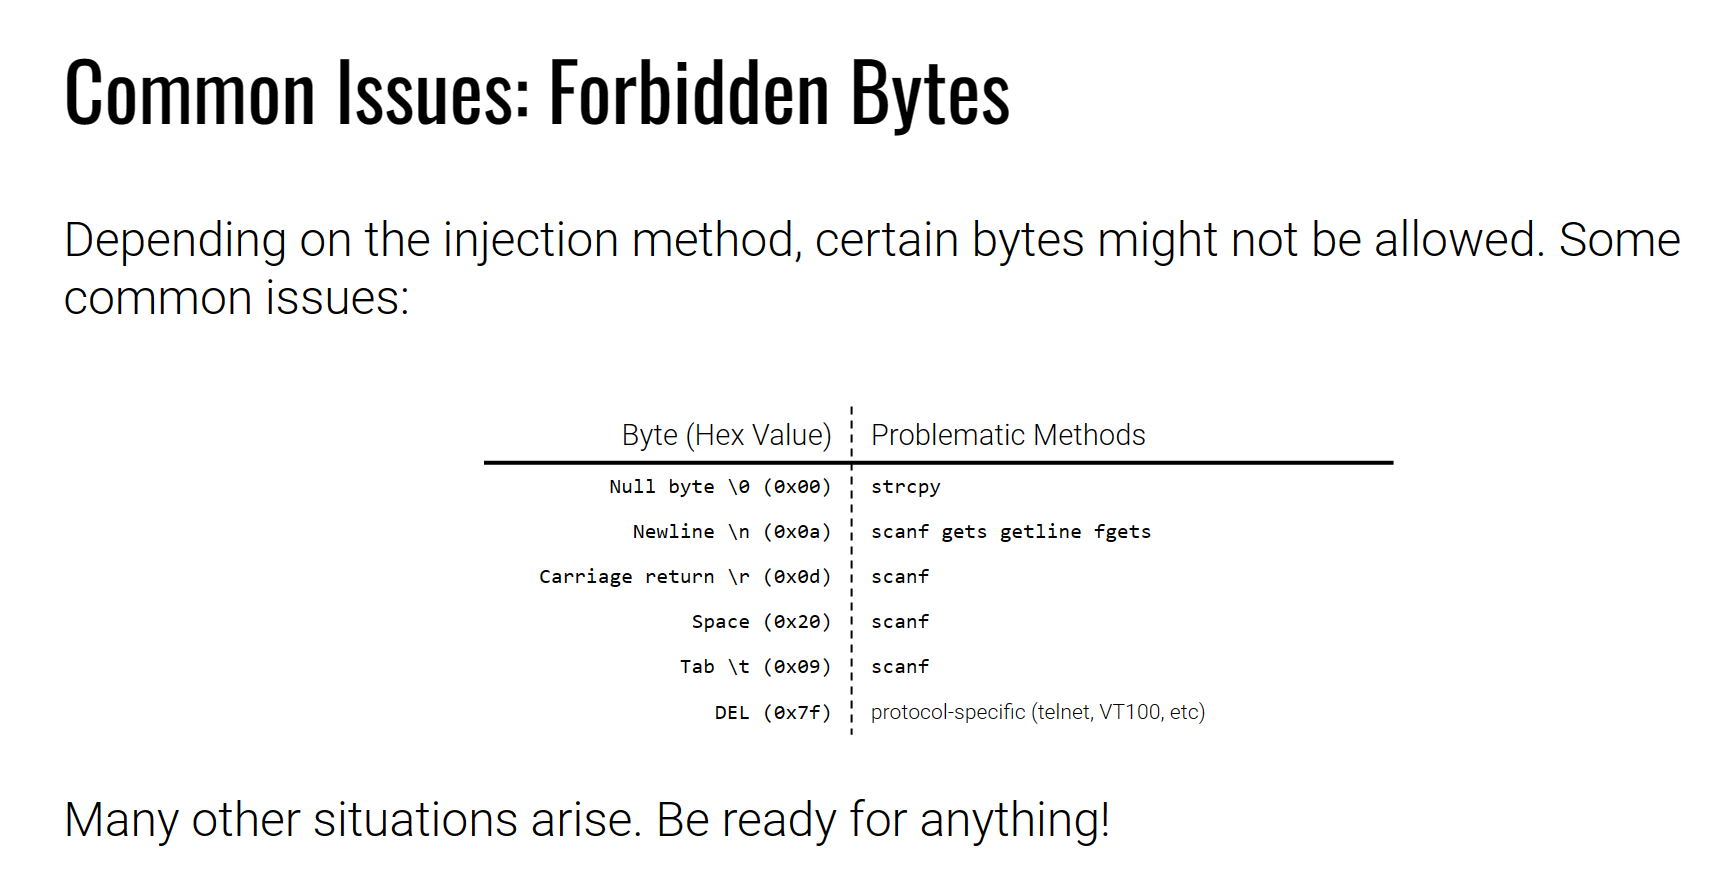 Common Issues: Forbidden Bytes
Depending on the injection method, certain bytes might not be allowed. Some
common issues:
Byte (Hex Value) Problematic Methods
Null byte \0 (0x00) strcpy
Newline \n (0x0a) scanf gets getline fgets
Carriage return \r (0x0d) scanf
Space (0x20) scanf
Tab \t (0x09) scanf
DEL (0x7f) protocol-specific (telnet, VT100, etc)
Many other situations arise. Be ready for anything!